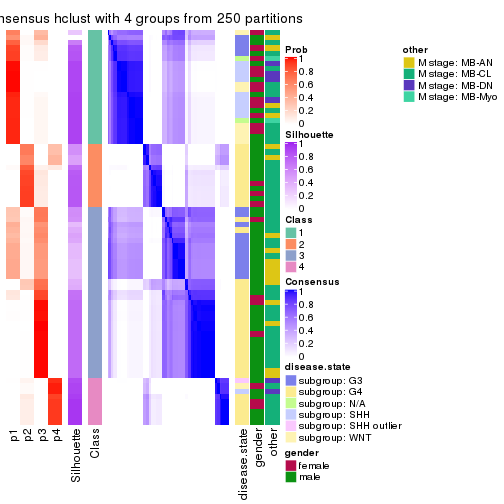 nsensus hclust with 4 groups from 250 partitions
Prob
1
0.8
0.6
0.4
0.2
0
Silhouette
1
0.8
0.6
0.4
0.2
0
Class
1
2
3
4
Consensus
1
0.8
0.6
0.4
0.2
0
disease.state
subgroup: G3
subgroup: G4
subgroup: N/A
subgroup: SHH
subgroup: SHH outlier
subgroup: WNT
gender
female
male
other
M stage: MB-AN
M stage: MB-CL
M stage: MB-DN
M stage: MB-Myo
p1
p2
p3
p4
Silhouette
Class
disease.state
gender
other